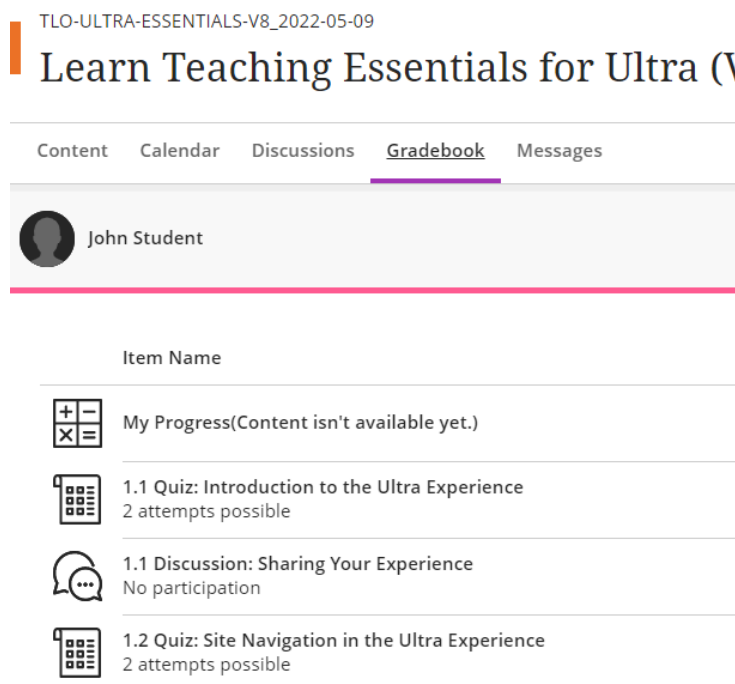 TLO-ULTRA-ESSENTIALS-V8_2022-05-09
Learn Teaching Essentials for Ultra (
Content Calendar Discussions Gradebook Messages
John Student
Item Name
My Progress(Content isn't available yet.)
1.1 Quiz: Introduction to the Ultra Experience
2 attempts possible
1.1 Discussion: Sharing Your Experience
No participation
1.2 Quiz: Site Navigation in the Ultra Experience
2 attempts possible